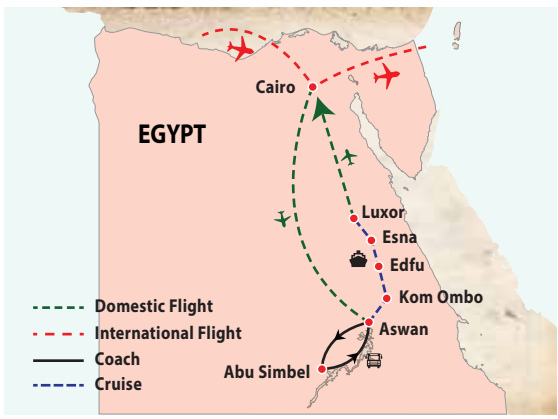 Cairo
EGYPT
Luxor
Esna
Edfu
Kom Ombo
Aswan
Abu Simbel
Domestic Flight
International Flight
Coach
Cruise